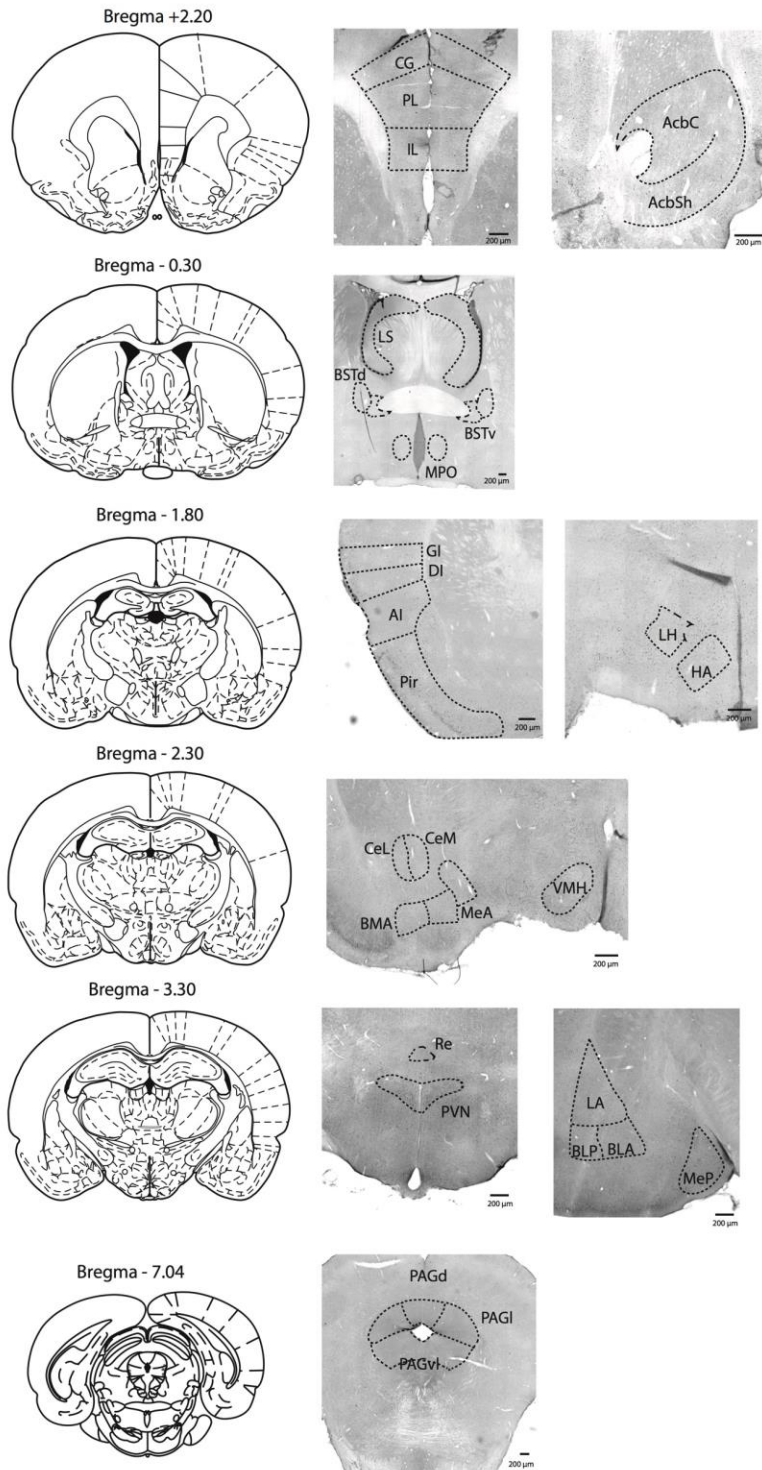 Bregma +2.20
CG
PL
IL
200 µm
AcbC
AcbSh
200 µm
Bregma - 0.30
LS
BSTd
BSTv
MPO
200 µm
Bregma - 1.80
GI
DI
AI
Pir
200 µm
LH
HA
200 µm
Bregma - 2.30
CeL
CeM
BMA
MeA
VMH
200 µm
Bregma - 3.30
Re
PVN
200 µm
LA
BLP
BLA
MeP
200 µm
Bregma - 7.04
PAGd
PAGl
PAGvl
200 µm